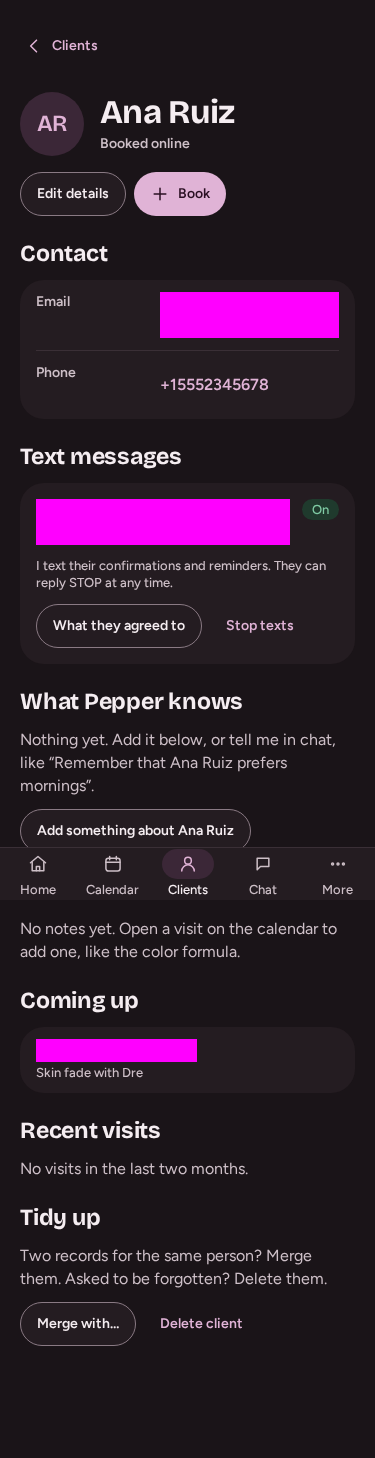 Clients
AR
Ana Ruiz
Booked online
Edit details
Book
Contact
Email
Phone
+15552345678
Text messages
On
I text their confirmations and reminders. They can
reply STOP at any time.
What they agreed to
Stop texts
What Pepper knows
Nothing yet. Add it below, or tell me in chat,
like “Remember that Ana Ruiz prefers
mornings”.
Add something about Ana Ruiz
Home
Calendar
Clients
Chat
More
No notes yet. Open a visit on the calendar to
add one, like the color formula.
Coming up
Skin fade with Dre
Recent visits
No visits in the last two months.
Tidy up
Two records for the same person? Merge
them. Asked to be forgotten? Delete them.
Merge with...
Delete client